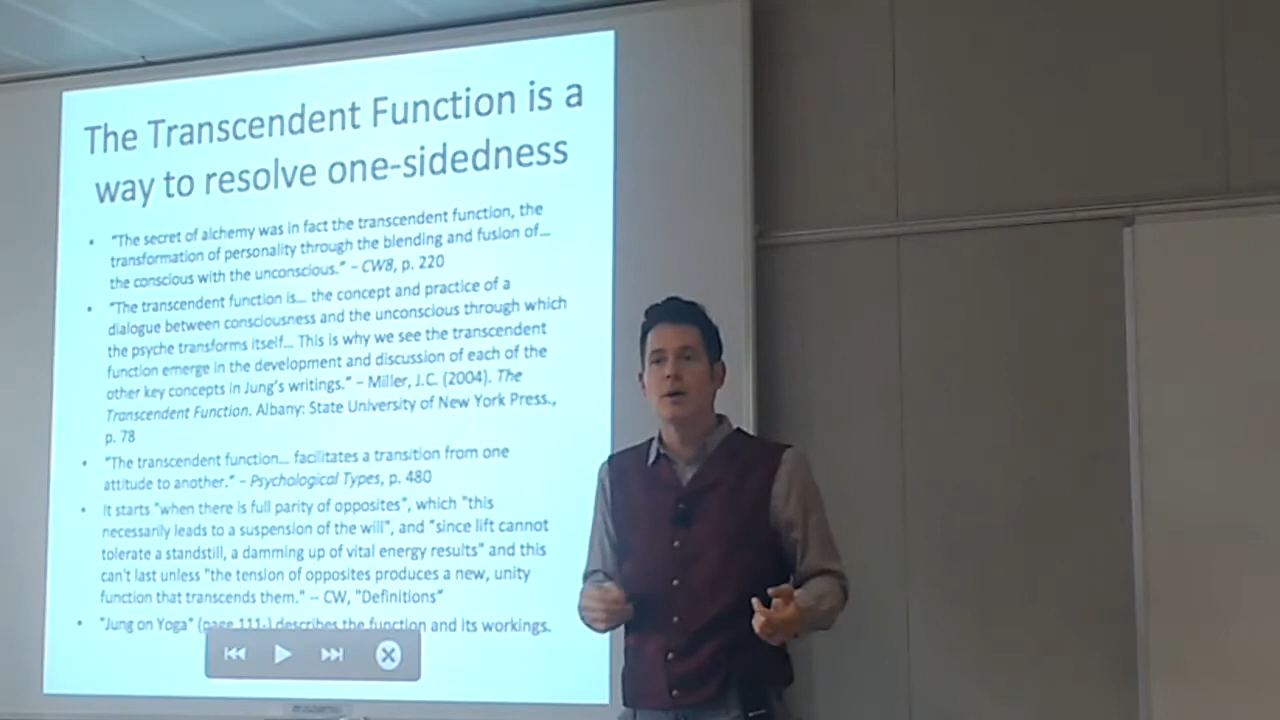 The Transcendent Function is a
way to resolve one-sidedness
• "The secret of alchemy was in fact the transcendent function, the
transformation of personality through the blending and fusion of...
the conscious with the unconscious." – CW8, p. 220
• "The transcendent function is... the concept and practice of a
dialogue between consciousness and the unconscious through which
the psyche transforms itself... This is why we see the transcendent
function emerge in the development and discussion of each of the
other key concepts in Jung's writings." – Miller, J.C. (2004). The
Transcendent Function. Albany: State University of New York Press.,
p. 78
• "The transcendent function... facilitates a transition from one
attitude to another." – Psychological Types, p. 480
• It starts "when there is full parity of opposites", which "this
necessarily leads to a suspension of the will", and "since lift cannot
tolerate a standstill, a damming up of vital energy results" and this
can't last unless "the tension of opposites produces a new, unity
function that transcends them." -- CW, "Definitions"
• "Jung on Yoga" (page 111-) describes the function and its workings.